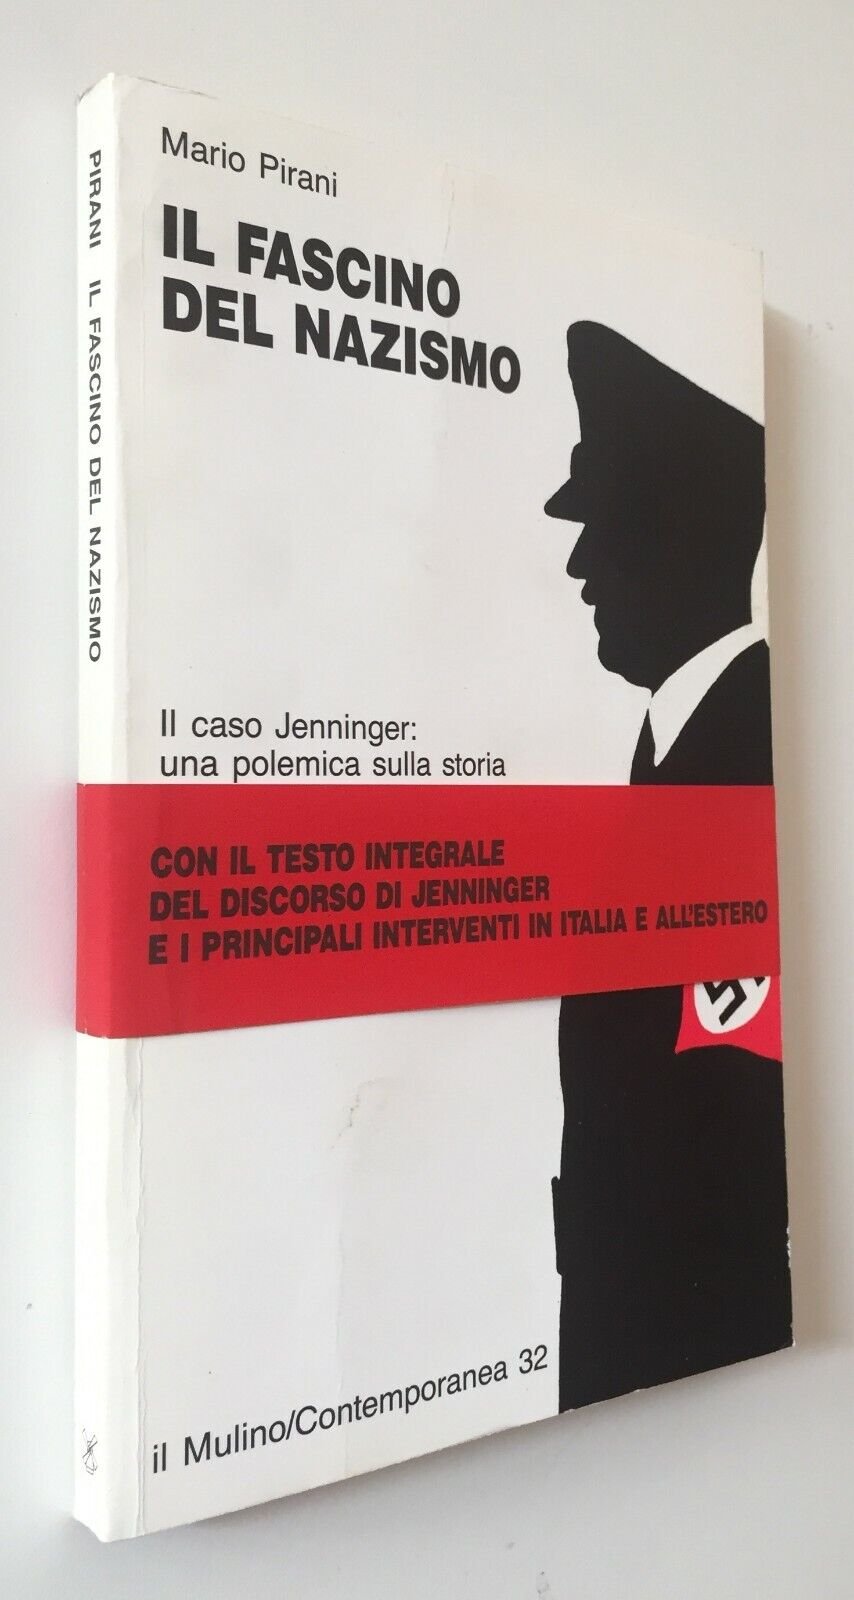 PIRANI IL FASCINO DEL NAZISMO
Mario Pirani
IL FASCINO
DEL NAZISMO
Il caso Jenninger:
una polemica sulla storia
CON IL TESTO INTEGRALE
DEL DISCORSO DI JENNINGER
E I PRINCIPALI INTERVENTI IN ITALIA E ALL'ESTERO
il Mulino/Contemporanea 32